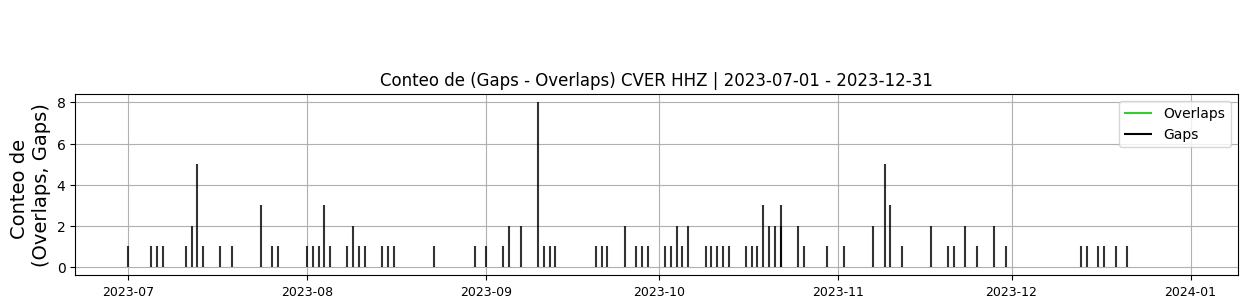 Conteo de (Gaps - Overlaps) CVER HHZ | 2023-07-01 - 2023-12-31
Conteo de
(Overlaps, Gaps)
8
6
4
2
0
Overlaps
Gaps
2023-07
2023-08
2023-09
2023-10
2023-11
2023-12
2024-01